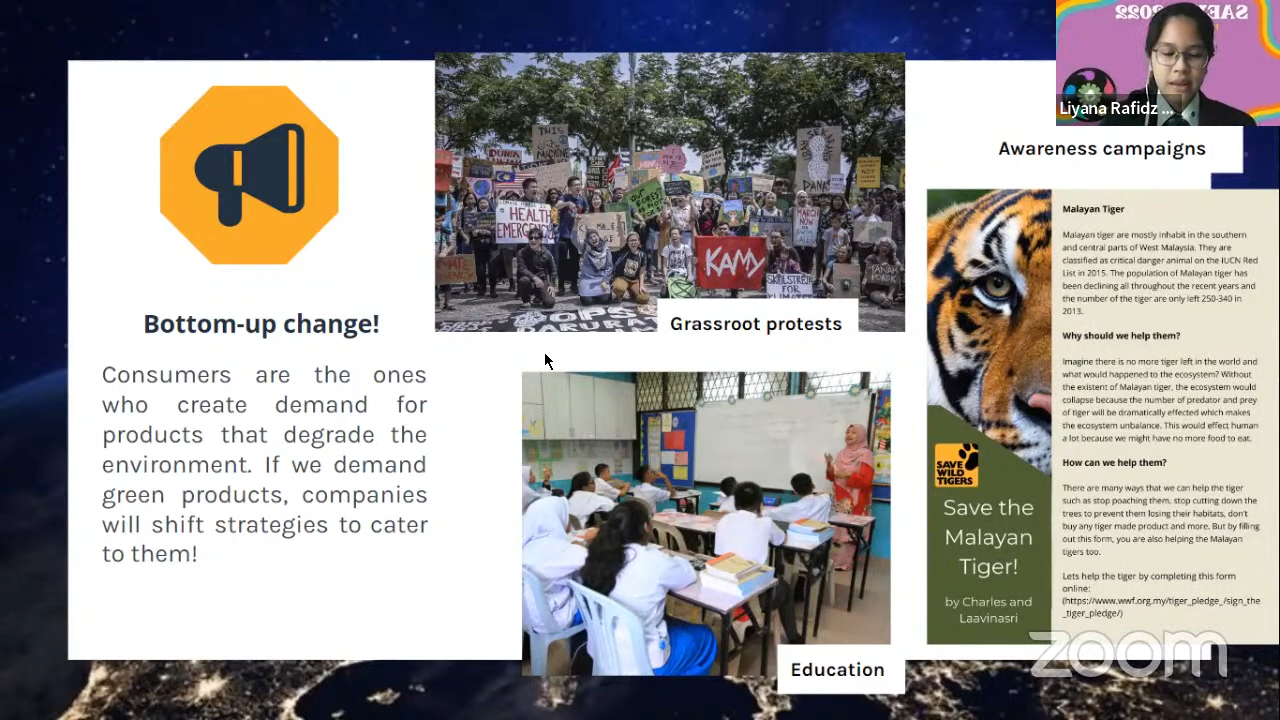 SAEY 2022
Liyana Rafidz ...
Bottom-up change!
Consumers are the ones
who create demand for
products that degrade the
environment. If we demand
green products, companies
will shift strategies to cater
to them!
THIS
DUNIA
HEALTH
EMERGENCY
KAMY
MARCH
NOW
SKOLSTREJK
FOR
TANAK
POKOK
OOPS
DARURAT
Grassroot protests
Education
Awareness campaigns
SAVE
WILD
TIGERS
Save the
Malayan
Tiger!
by Charles and
Laavinasri
Malayan Tiger
Malayan tiger are mostly inhabit in the southern
and central parts of West Malaysia. They are
classified as critical danger animal on the IUCN Red
List in 2015. The population of Malayan tiger has
been declining all throughout the recent years and
the number of the tiger are only left 250-340 in
2013.
Why should we help them?
Imagine there is no more tiger left in the world and
what would happened to the ecosystem? Without
the existent of Malayan tiger, the ecosystem would
collapse because the number of predator and prey
of tiger will be dramatically effected which makes
the ecosystem unbalance. This would effect human
a lot because we might have no more food to eat.
How can we help them?
There are many ways that we can help the tiger
such as stop poaching them, stop cutting down the
trees to prevent them losing their habitats, don't
buy any tiger made product and more. But by filling
out this form, you are also helping the Malayan
tigers too.
Lets help the tiger by completing this form
online:
(https://www.wwf.org.my/tiger_pledge_/sign_the
_tiger_pledge/)
zoom